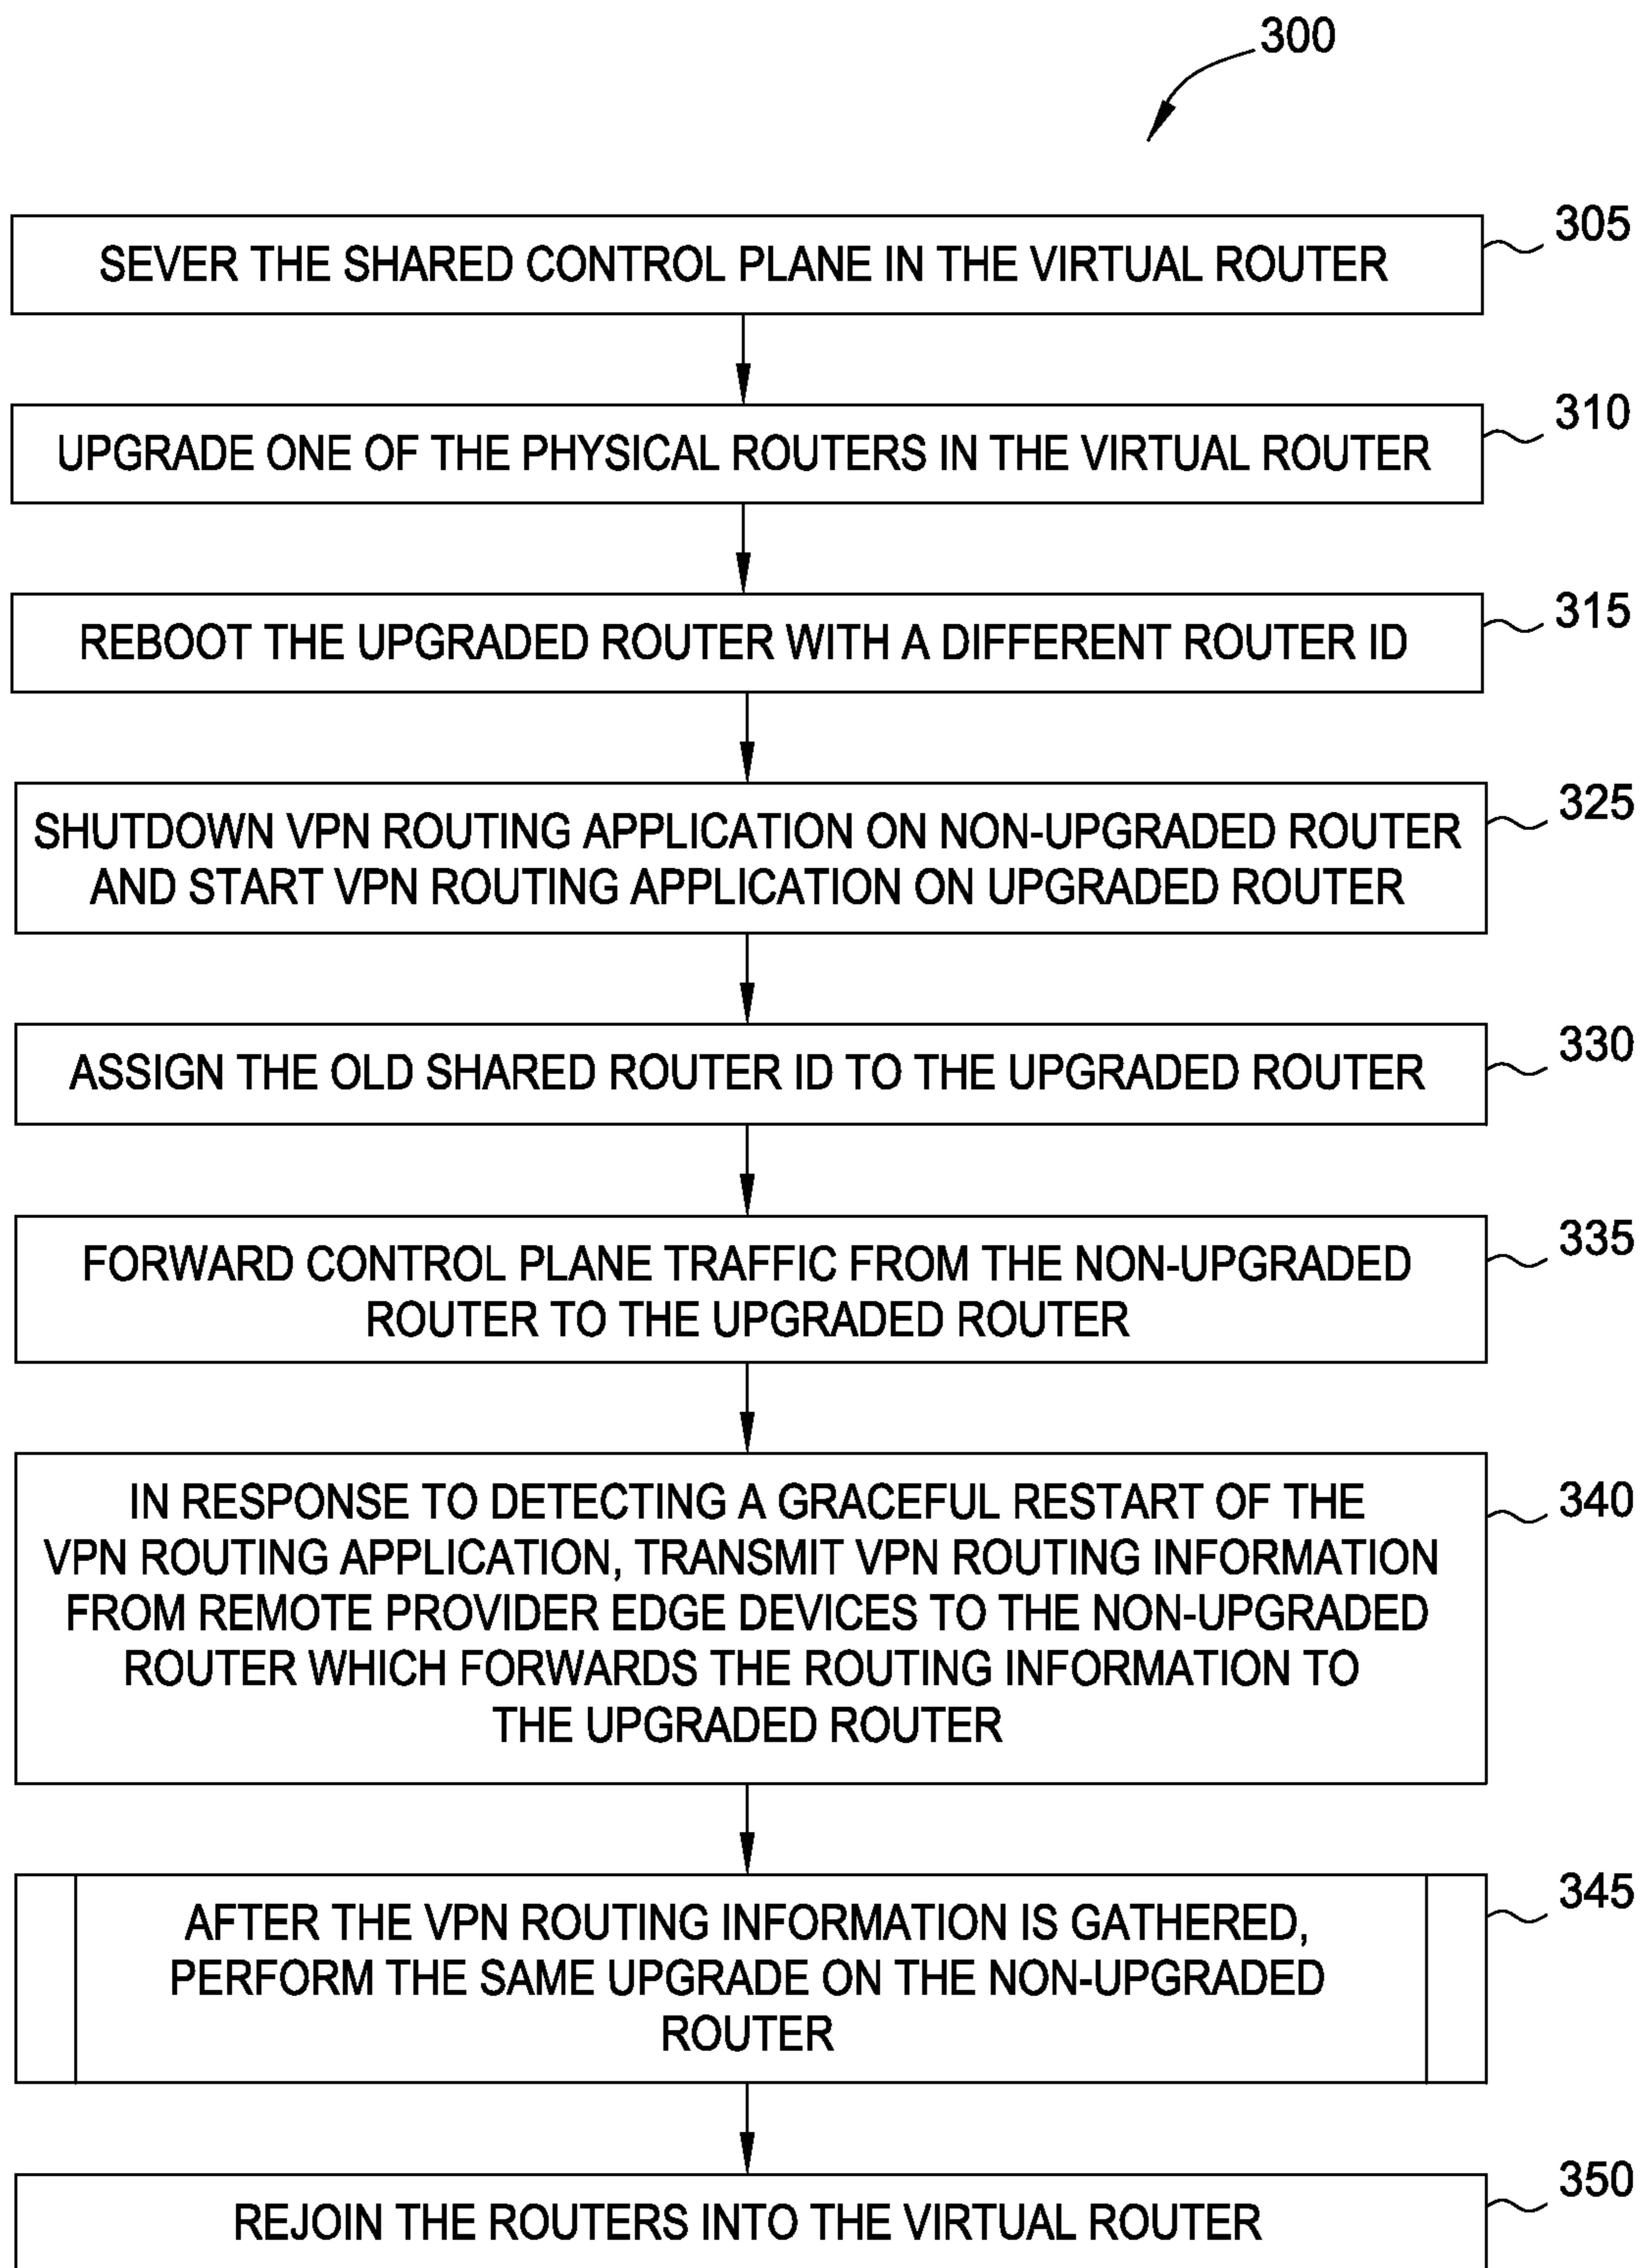 300
305
SEVER THE SHARED CONTROL PLANE IN THE VIRTUAL ROUTER
310
UPGRADE ONE OF THE PHYSICAL ROUTERS IN THE VIRTUAL ROUTER
315
REBOOT THE UPGRADED ROUTER WITH A DIFFERENT ROUTER ID
325
SHUTDOWN VPN ROUTING APPLICATION ON NON-UPGRADED ROUTER
AND START VPN ROUTING APPLICATION ON UPGRADED ROUTER
330
ASSIGN THE OLD SHARED ROUTER ID TO THE UPGRADED ROUTER
335
FORWARD CONTROL PLANE TRAFFIC FROM THE NON-UPGRADED
ROUTER TO THE UPGRADED ROUTER
340
IN RESPONSE TO DETECTING A GRACEFUL RESTART OF THE
VPN ROUTING APPLICATION, TRANSMIT VPN ROUTING INFORMATION
FROM REMOTE PROVIDER EDGE DEVICES TO THE NON-UPGRADED
ROUTER WHICH FORWARDS THE ROUTING INFORMATION TO
THE UPGRADED ROUTER
345
AFTER THE VPN ROUTING INFORMATION IS GATHERED,
PERFORM THE SAME UPGRADE ON THE NON-UPGRADED
ROUTER
350
REJOIN THE ROUTERS INTO THE VIRTUAL ROUTER